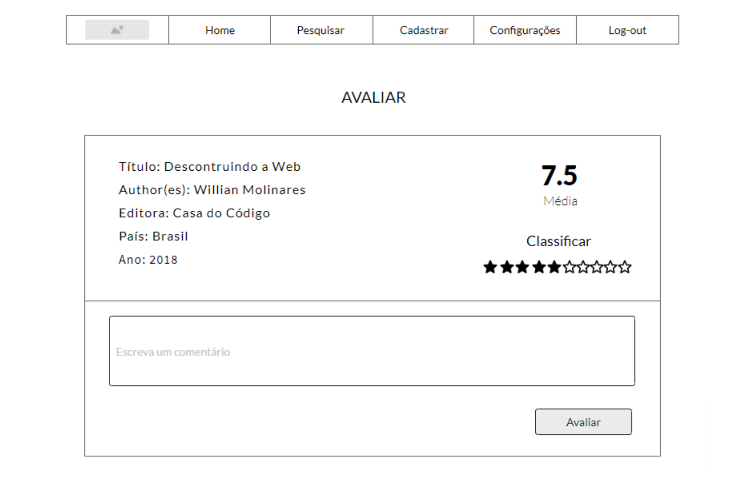 Home
Pesquisar
Cadastrar
Configurações
Log-out
AVALIAR
Título: Descontruindo a Web
Author(es): Willian Molinares
Editora: Casa do Código
País: Brasil
Ano: 2018
7.5
Média
Classificar
Escreva um comentário
Avaliar